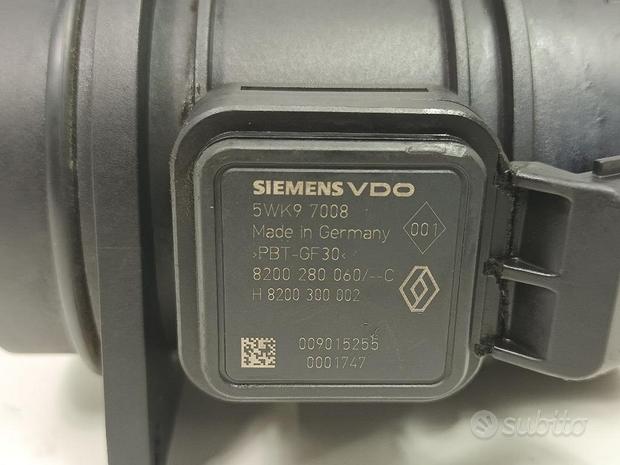 SIEMENS VDO
5WK9 7008
Made in Germany
001
>PBT-GF30<
8200 280 060/--C
H 8200 300 002
009015255
0001747
subito